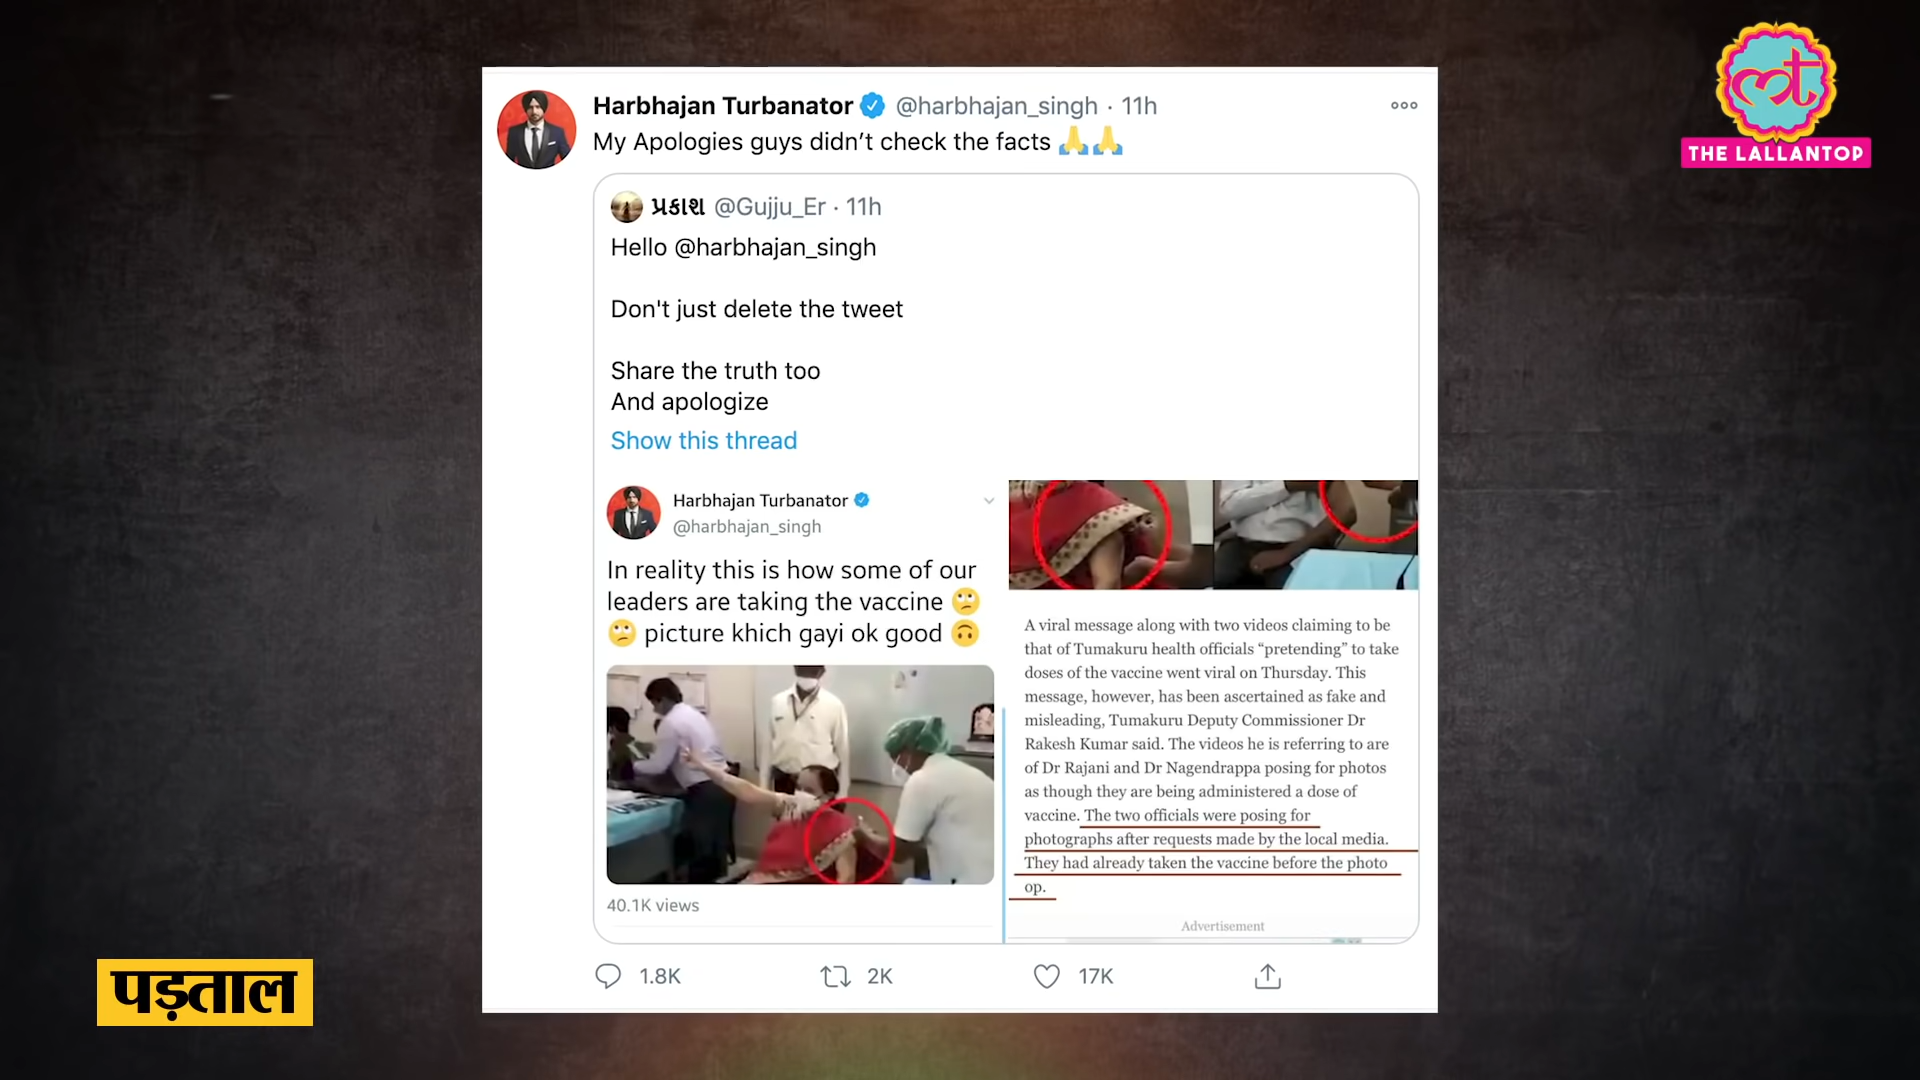 Harbhajan Turbanator @harbhajan_singh · 11h
My Apologies guys didn’t check the facts 🙏🙏
પ્રકાશ @Gujju_Er · 11h
Hello @harbhajan_singh
Don't just delete the tweet
Share the truth too
And apologize
Show this thread
Harbhajan Turbanator
@harbhajan_singh
In reality this is how some of our
leaders are taking the vaccine 🙄
🙄 picture khich gayi ok good 🙃
40.1K views
A viral message along with two videos claiming to be
that of Tumakuru health officials “pretending” to take
doses of the vaccine went viral on Thursday. This
message, however, has been ascertained as fake and
misleading, Tumakuru Deputy Commissioner Dr
Rakesh Kumar said. The videos he is referring to are
of Dr Rajani and Dr Nagendrappa posing for photos
as though they are being administered a dose of
vaccine. The two officials were posing for
photographs after requests made by the local media.
They had already taken the vaccine before the photo
op.
Advertisement
1.8K
2K
17K
THE LALLANTOP
पड़ताल